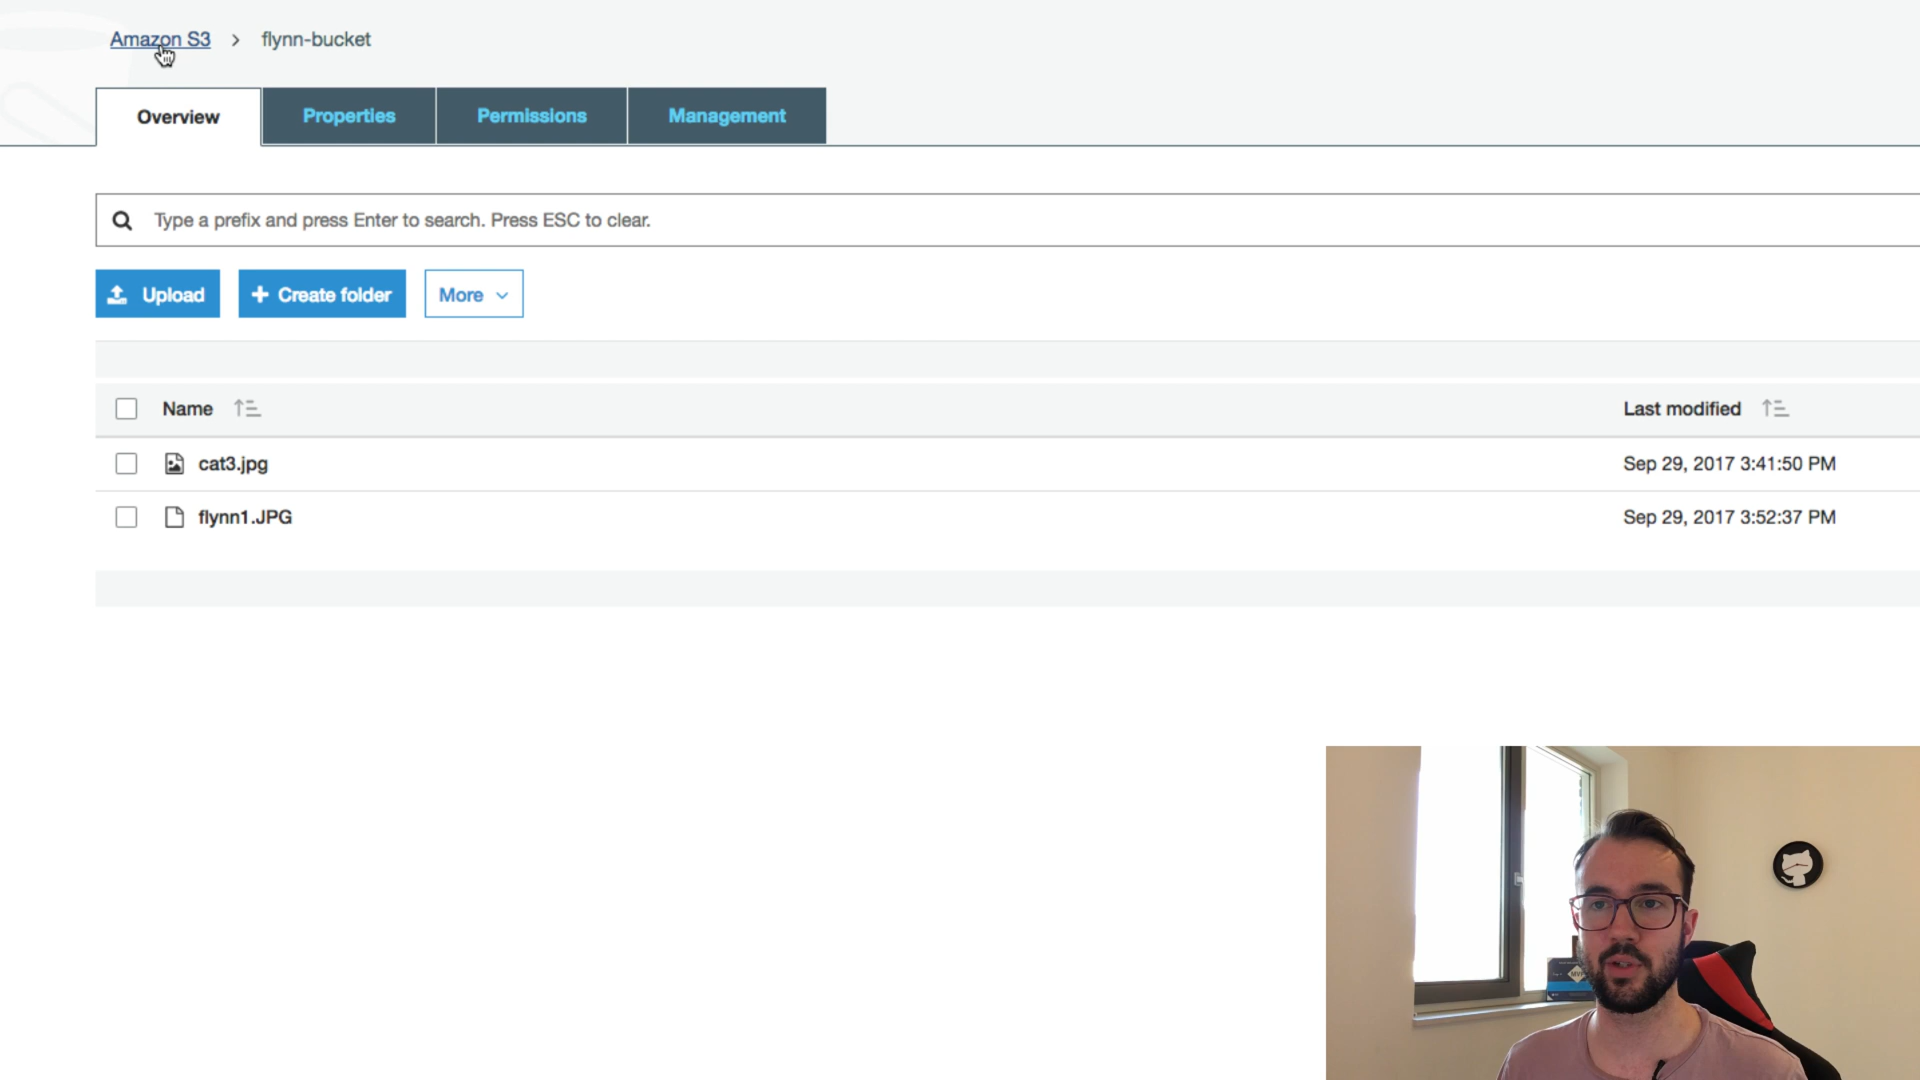 Amazon S3 > flynn-bucket
Overview Properties Permissions Management
Type a prefix and press Enter to search. Press ESC to clear.
Upload + Create folder More
Name Last modified
cat3.jpg Sep 29, 2017 3:41:50 PM
flynn1.JPG Sep 29, 2017 3:52:37 PM
MVP